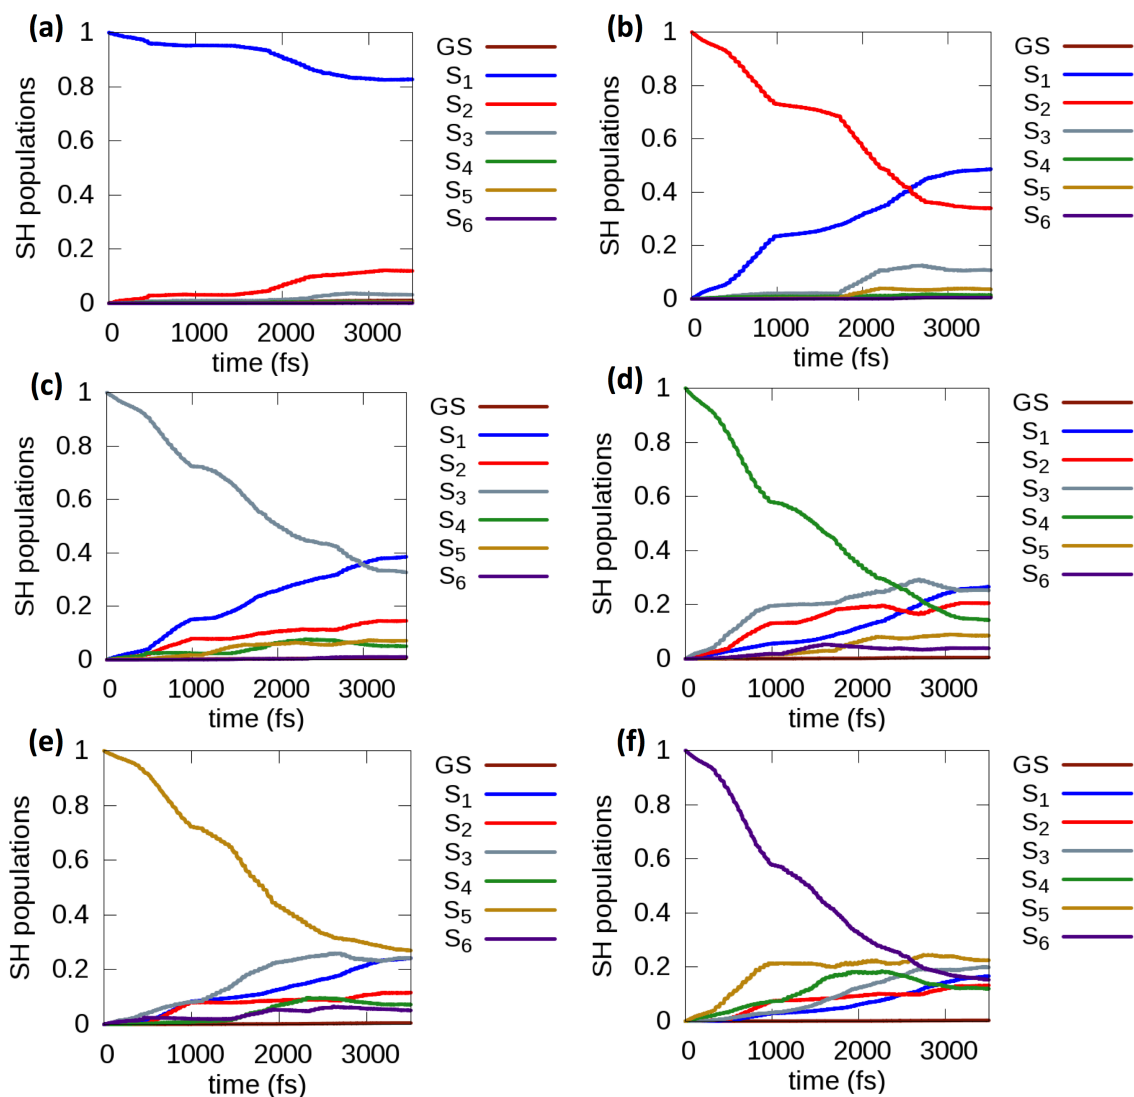 (a)
SH populations
1
0.8
0.6
0.4
0.2
0
0 1000 2000 3000
time (fs)
GS
S1
S2
S3
S4
S5
S6
(b)
SH populations
1
0.8
0.6
0.4
0.2
0
0 1000 2000 3000
time (fs)
GS
S1
S2
S3
S4
S5
S6
(c)
SH populations
1
0.8
0.6
0.4
0.2
0
0 1000 2000 3000
time (fs)
GS
S1
S2
S3
S4
S5
S6
(d)
SH populations
1
0.8
0.6
0.4
0.2
0
0 1000 2000 3000
time (fs)
GS
S1
S2
S3
S4
S5
S6
(e)
SH populations
1
0.8
0.6
0.4
0.2
0
0 1000 2000 3000
time (fs)
GS
S1
S2
S3
S4
S5
S6
(f)
SH populations
1
0.8
0.6
0.4
0.2
0
0 1000 2000 3000
time (fs)
GS
S1
S2
S3
S4
S5
S6